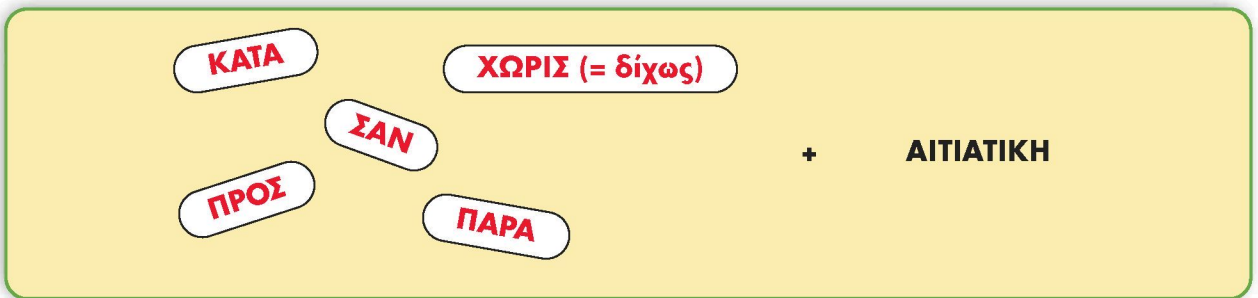 ΚΑΤΑ
ΧΩΡΙΣ (= δίχως)
ΣΑΝ
+ ΑΙΤΙΑΤΙΚΗ
ΠΡΟΣ
ΠΑΡΑ